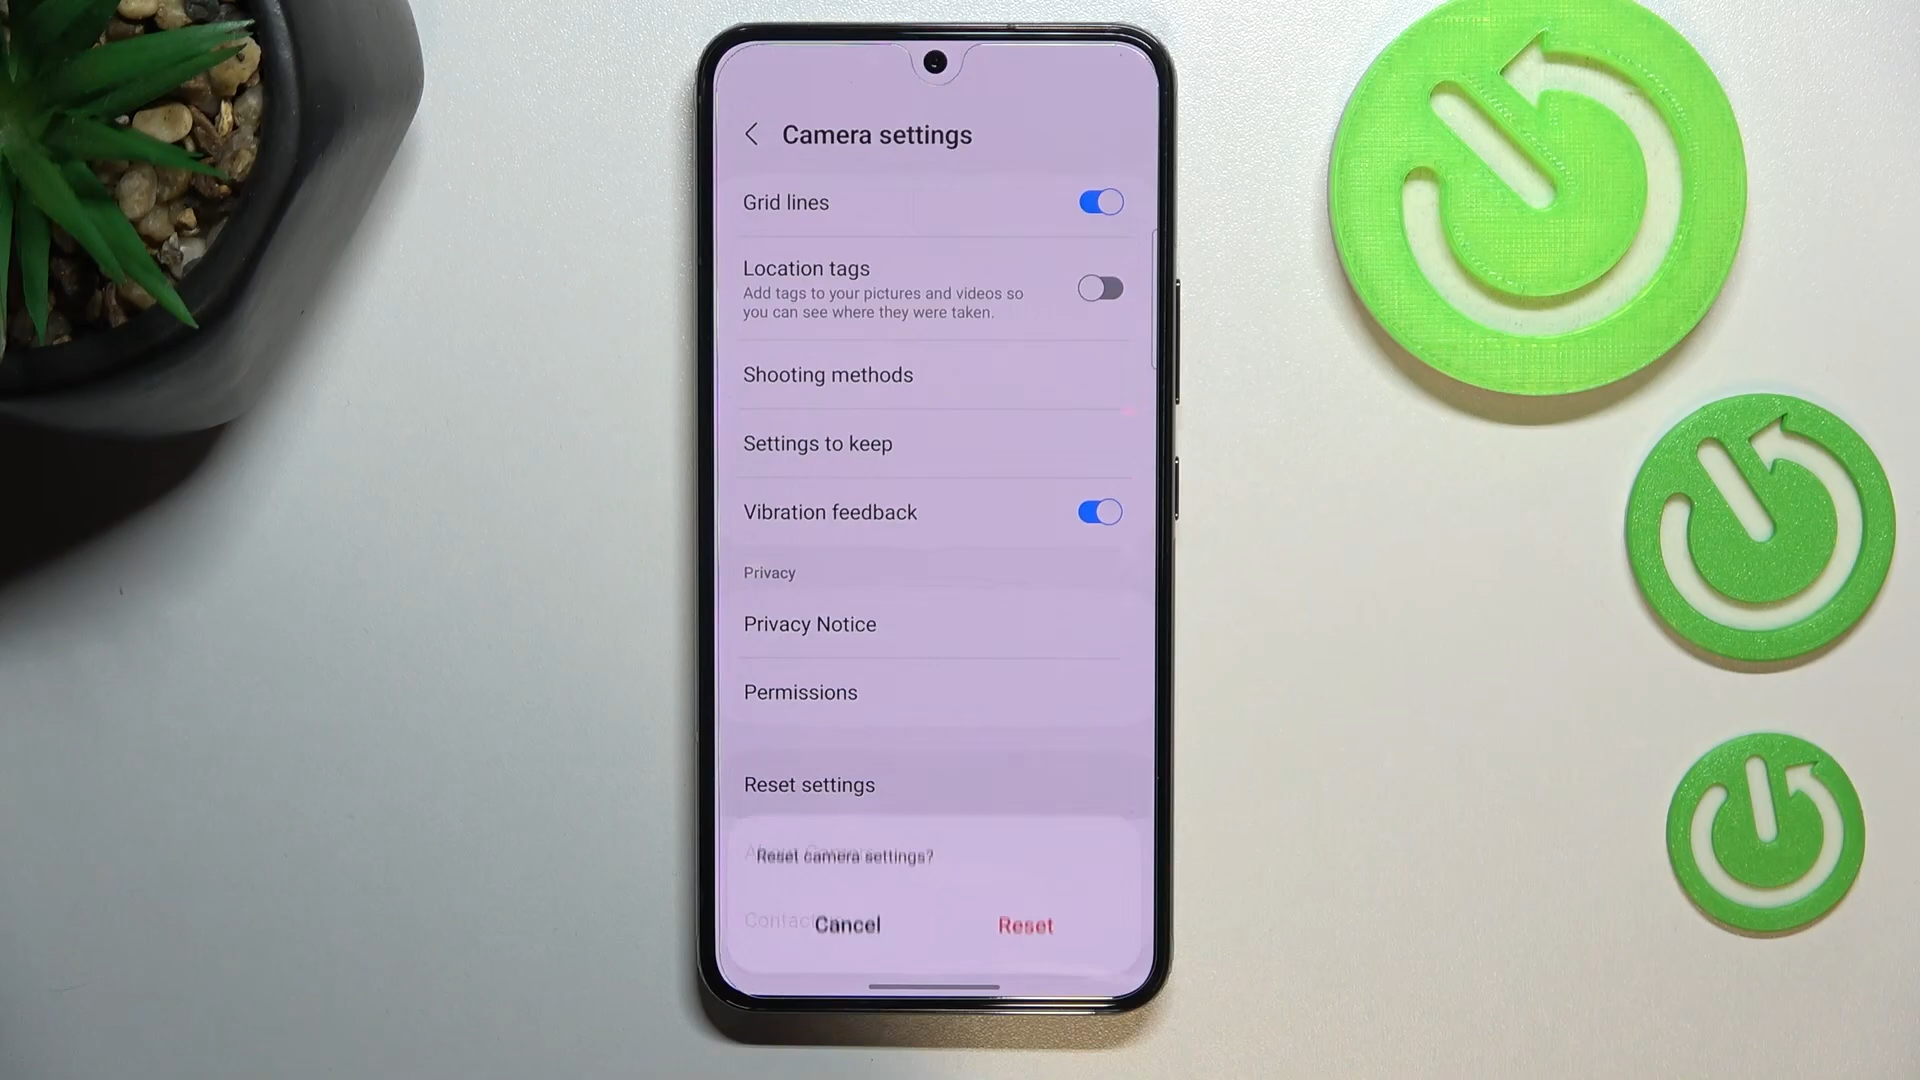 Camera settings
Grid lines
Location tags
Add tags to your pictures and videos so
you can see where they were taken.
Shooting methods
Settings to keep
Vibration feedback
Privacy
Privacy Notice
Permissions
Reset settings
Reset camera settings?
Cancel
Reset